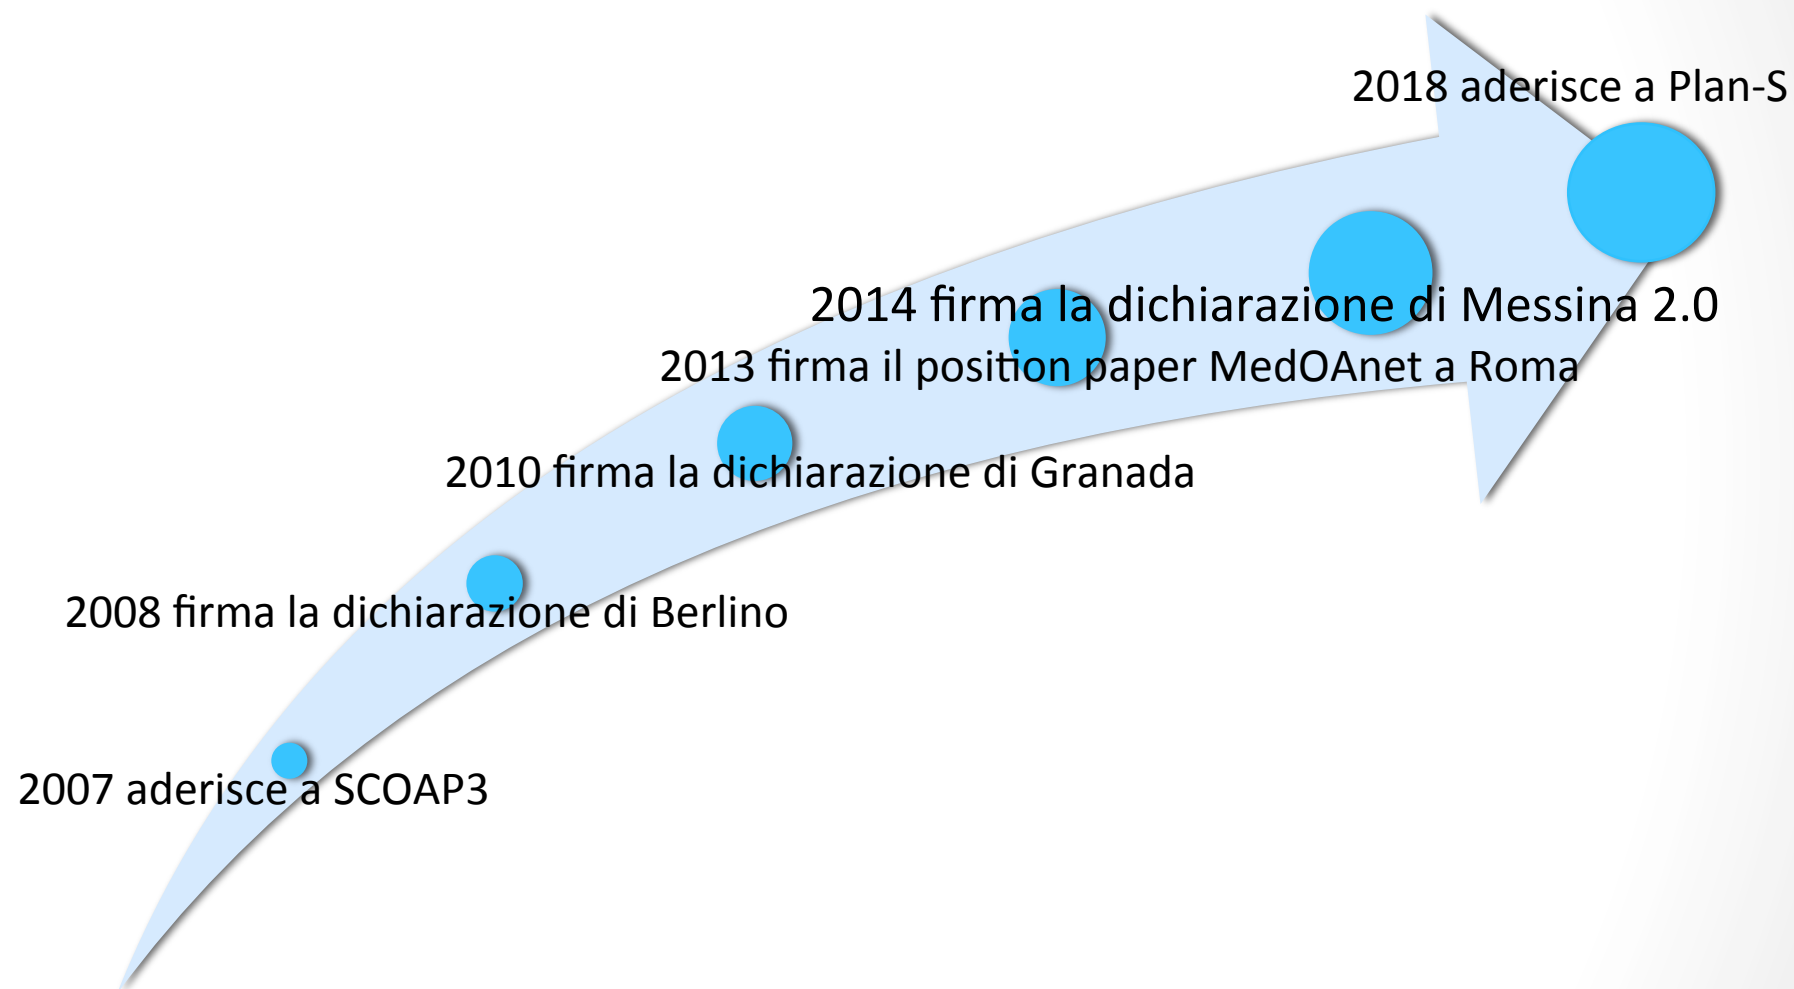 2018 aderisce a Plan-S
2014 firma la dichiarazione di Messina 2.0
2013 firma il position paper MedOAnet a Roma
2010 firma la dichiarazione di Granada
2008 firma la dichiarazione di Berlino
2007 aderisce a SCOAP3